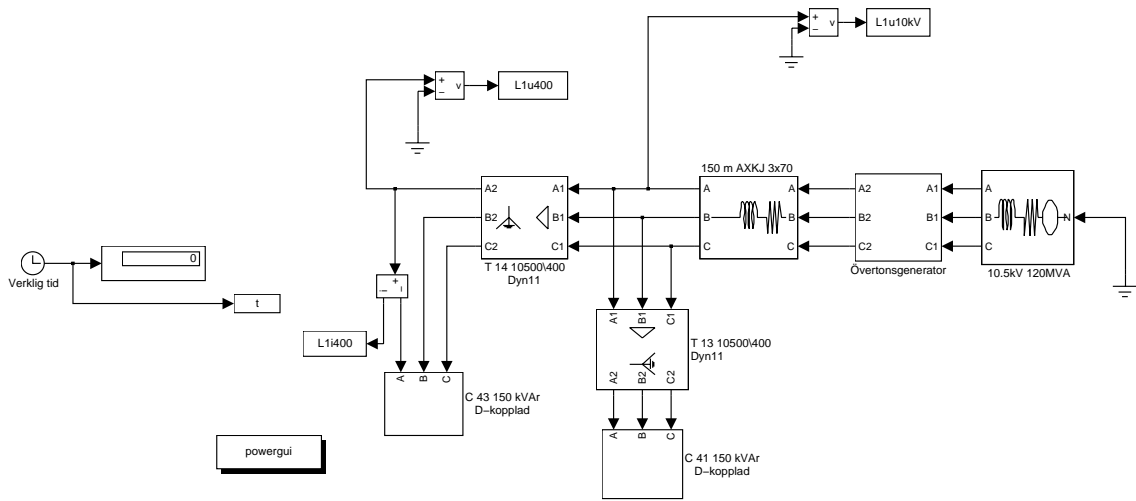 +
−
v
L1u10kV
+
−
v
L1u400
150 m AXKJ 3x70
A2
A1
A
A
A2
A1
A
B2
B1
B
B
B2
B1
B
N
C2
C1
C
C
C2
C1
C
T 14 10500\400
Dyn11
Övertonsgenerator
10.5kV 120MVA
0
Verklig tid
t
i
+
−
L1i400
A1
B1
C1
T 13 10500\400
Dyn11
A2
B2
C2
A
B
C
C 43 150 kVAr
D−kopplad
A
B
C
C 41 150 kVAr
D−kopplad
powergui